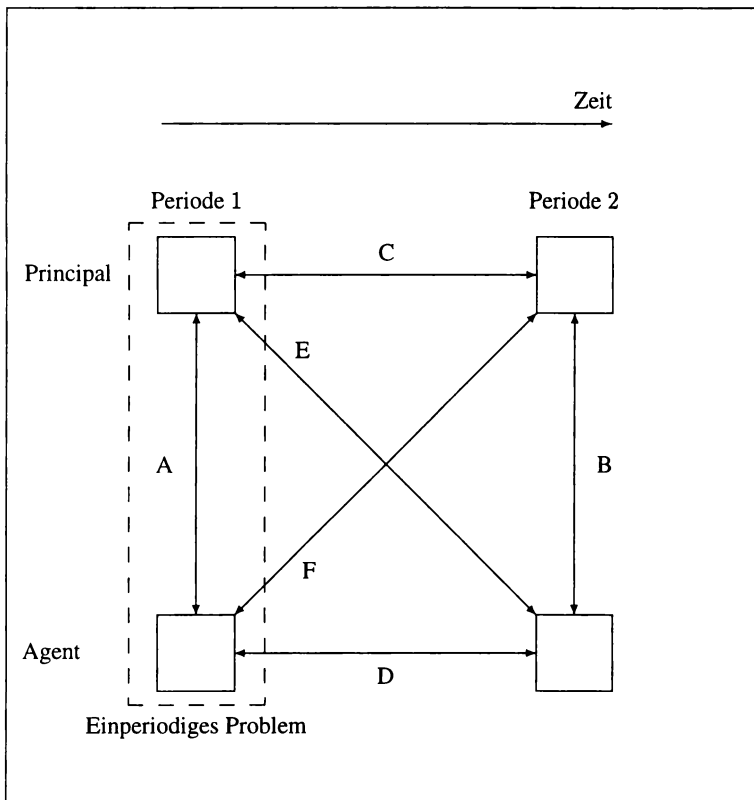 Zeit
Periode 1
Periode 2
Principal
C
E
A
B
F
Agent
D
Einperiodiges Problem